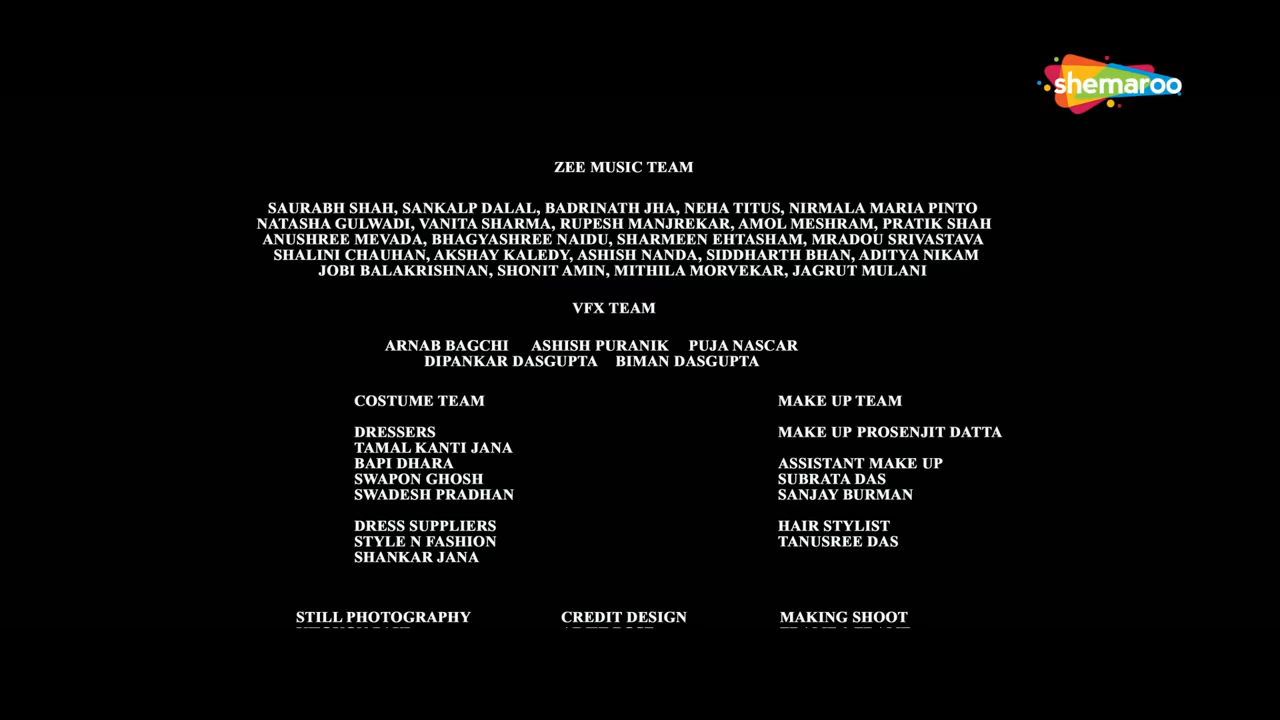 shemaroo
ZEE MUSIC TEAM
SAURABH SHAH, SANKALP DALAL, BADRINATH JHA, NEHA TITUS, NIRMALA MARIA PINTO
NATASHA GULWADI, VANITA SHARMA, RUPESH MANJREKAR, AMOL MESHRAM, PRATIK SHAH
ANUSHREE MEVADA, BHAGYASHREE NAIDU, SHARMEEN EHTASHAM, MRADOU SRIVASTAVA
SHALINI CHAUHAN, AKSHAY KALEDY, ASHISH NANDA, SIDDHARTH BHAN, ADITYA NIKAM
JOBI BALAKRISHNAN, SHONIT AMIN, MITHILA MORVEKAR, JAGRUT MULANI
VFX TEAM
ARNAB BAGCHI ASHISH PURANIK PUJA NASCAR
DIPANKAR DASGUPTA BIMAN DASGUPTA
COSTUME TEAM
DRESSERS
TAMAL KANTI JANA
BAPI DHARA
SWAPON GHOSH
SWADESH PRADHAN
DRESS SUPPLIERS
STYLE N FASHION
SHANKAR JANA
MAKE UP TEAM
MAKE UP PROSENJIT DATTA
ASSISTANT MAKE UP
SUBRATA DAS
SANJAY BURMAN
HAIR STYLIST
TANUSREE DAS
STILL PHOTOGRAPHY
CREDIT DESIGN
MAKING SHOOT